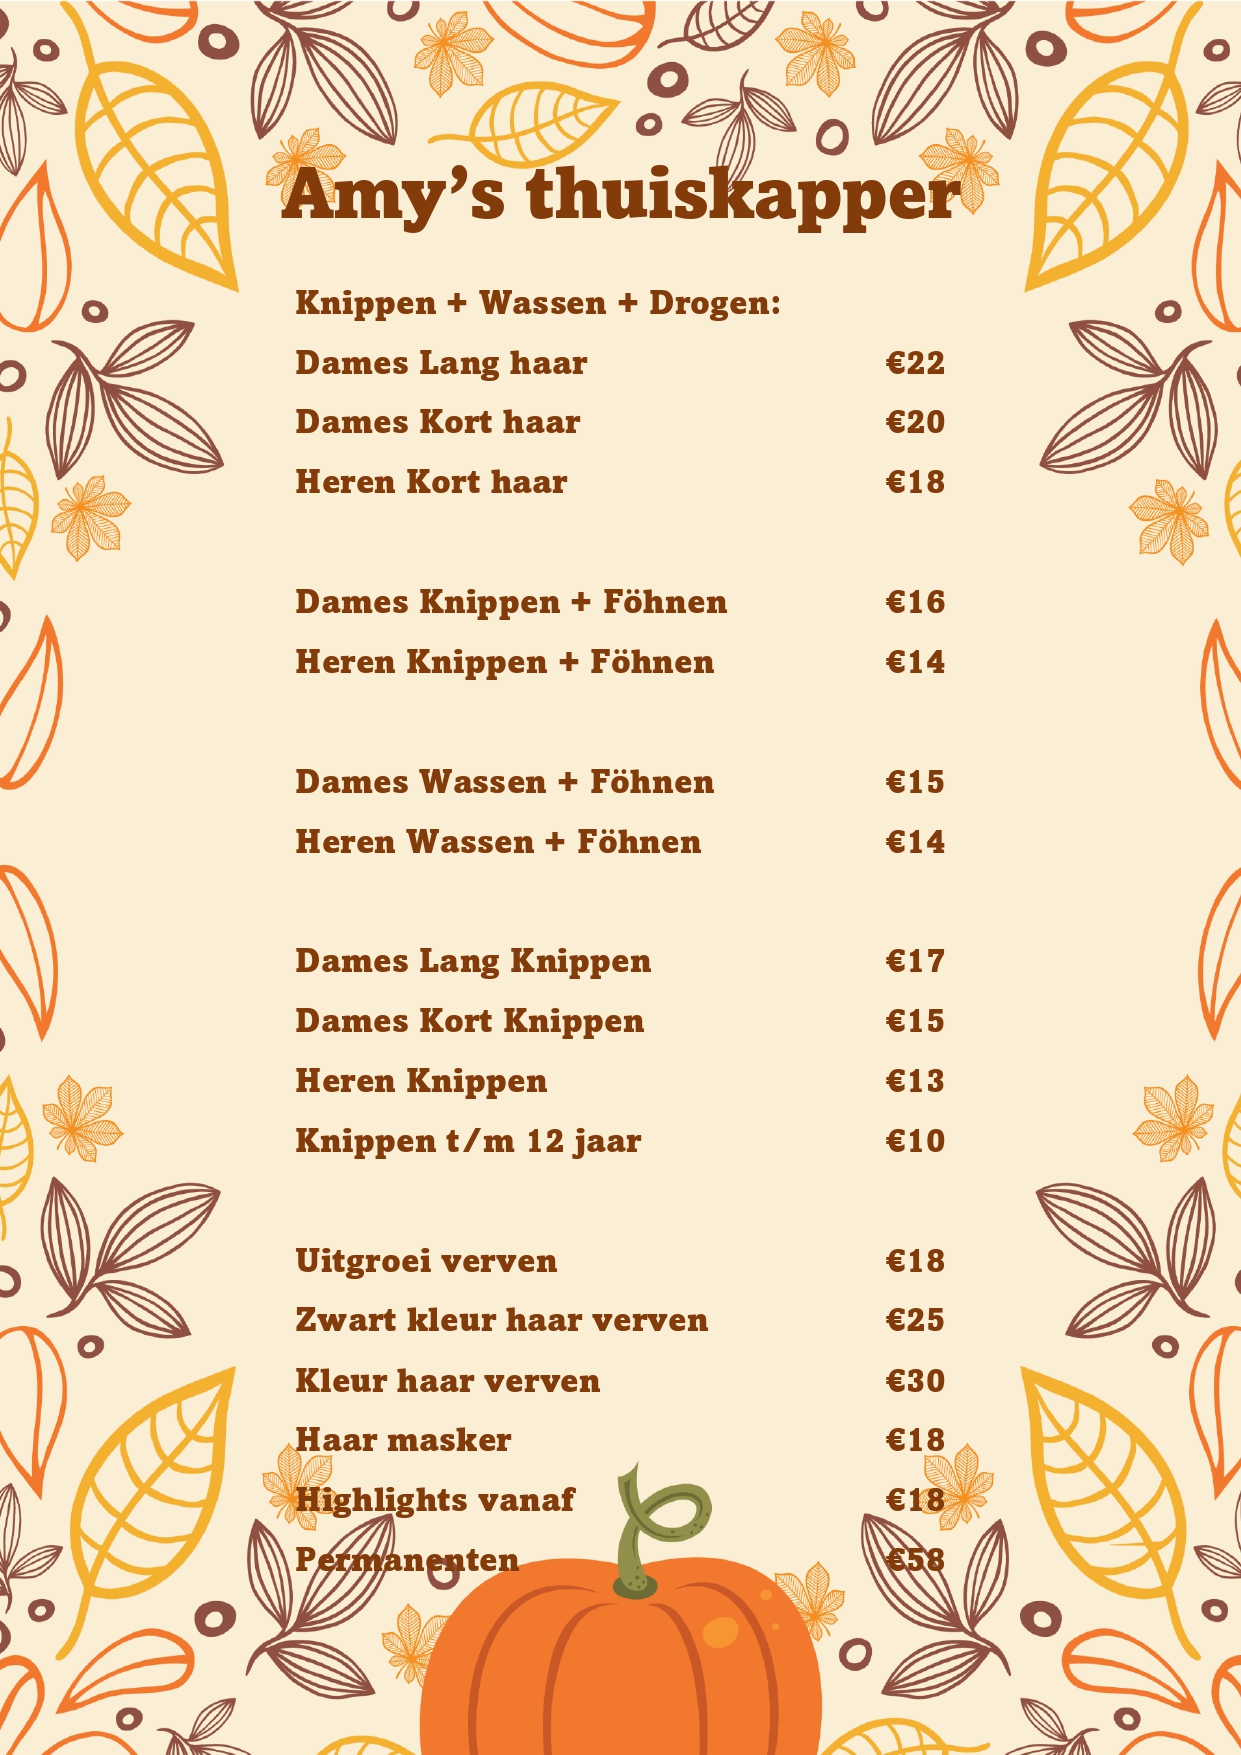 Amy’s thuiskapper
Knippen + Wassen + Drogen:
Dames Lang haar €22
Dames Kort haar €20
Heren Kort haar €18
Dames Knippen + Föhnen €16
Heren Knippen + Föhnen €14
Dames Wassen + Föhnen €15
Heren Wassen + Föhnen €14
Dames Lang Knippen €17
Dames Kort Knippen €15
Heren Knippen €13
Knippen t/m 12 jaar €10
Uitgroei verven €18
Zwart kleur haar verven €25
Kleur haar verven €30
Haar masker €18
Highlights vanaf €18
Permanenten €58